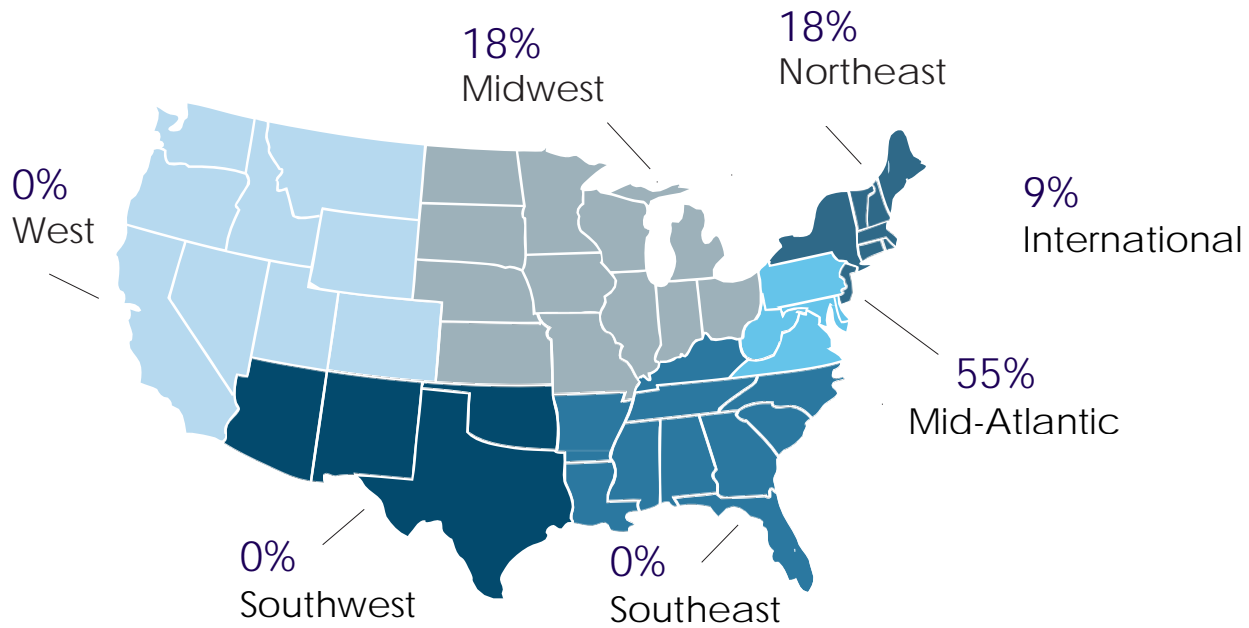 18%
Midwest
18%
Northeast
0%
West
9%
International
55%
Mid-Atlantic
0%
Southwest
0%
Southeast